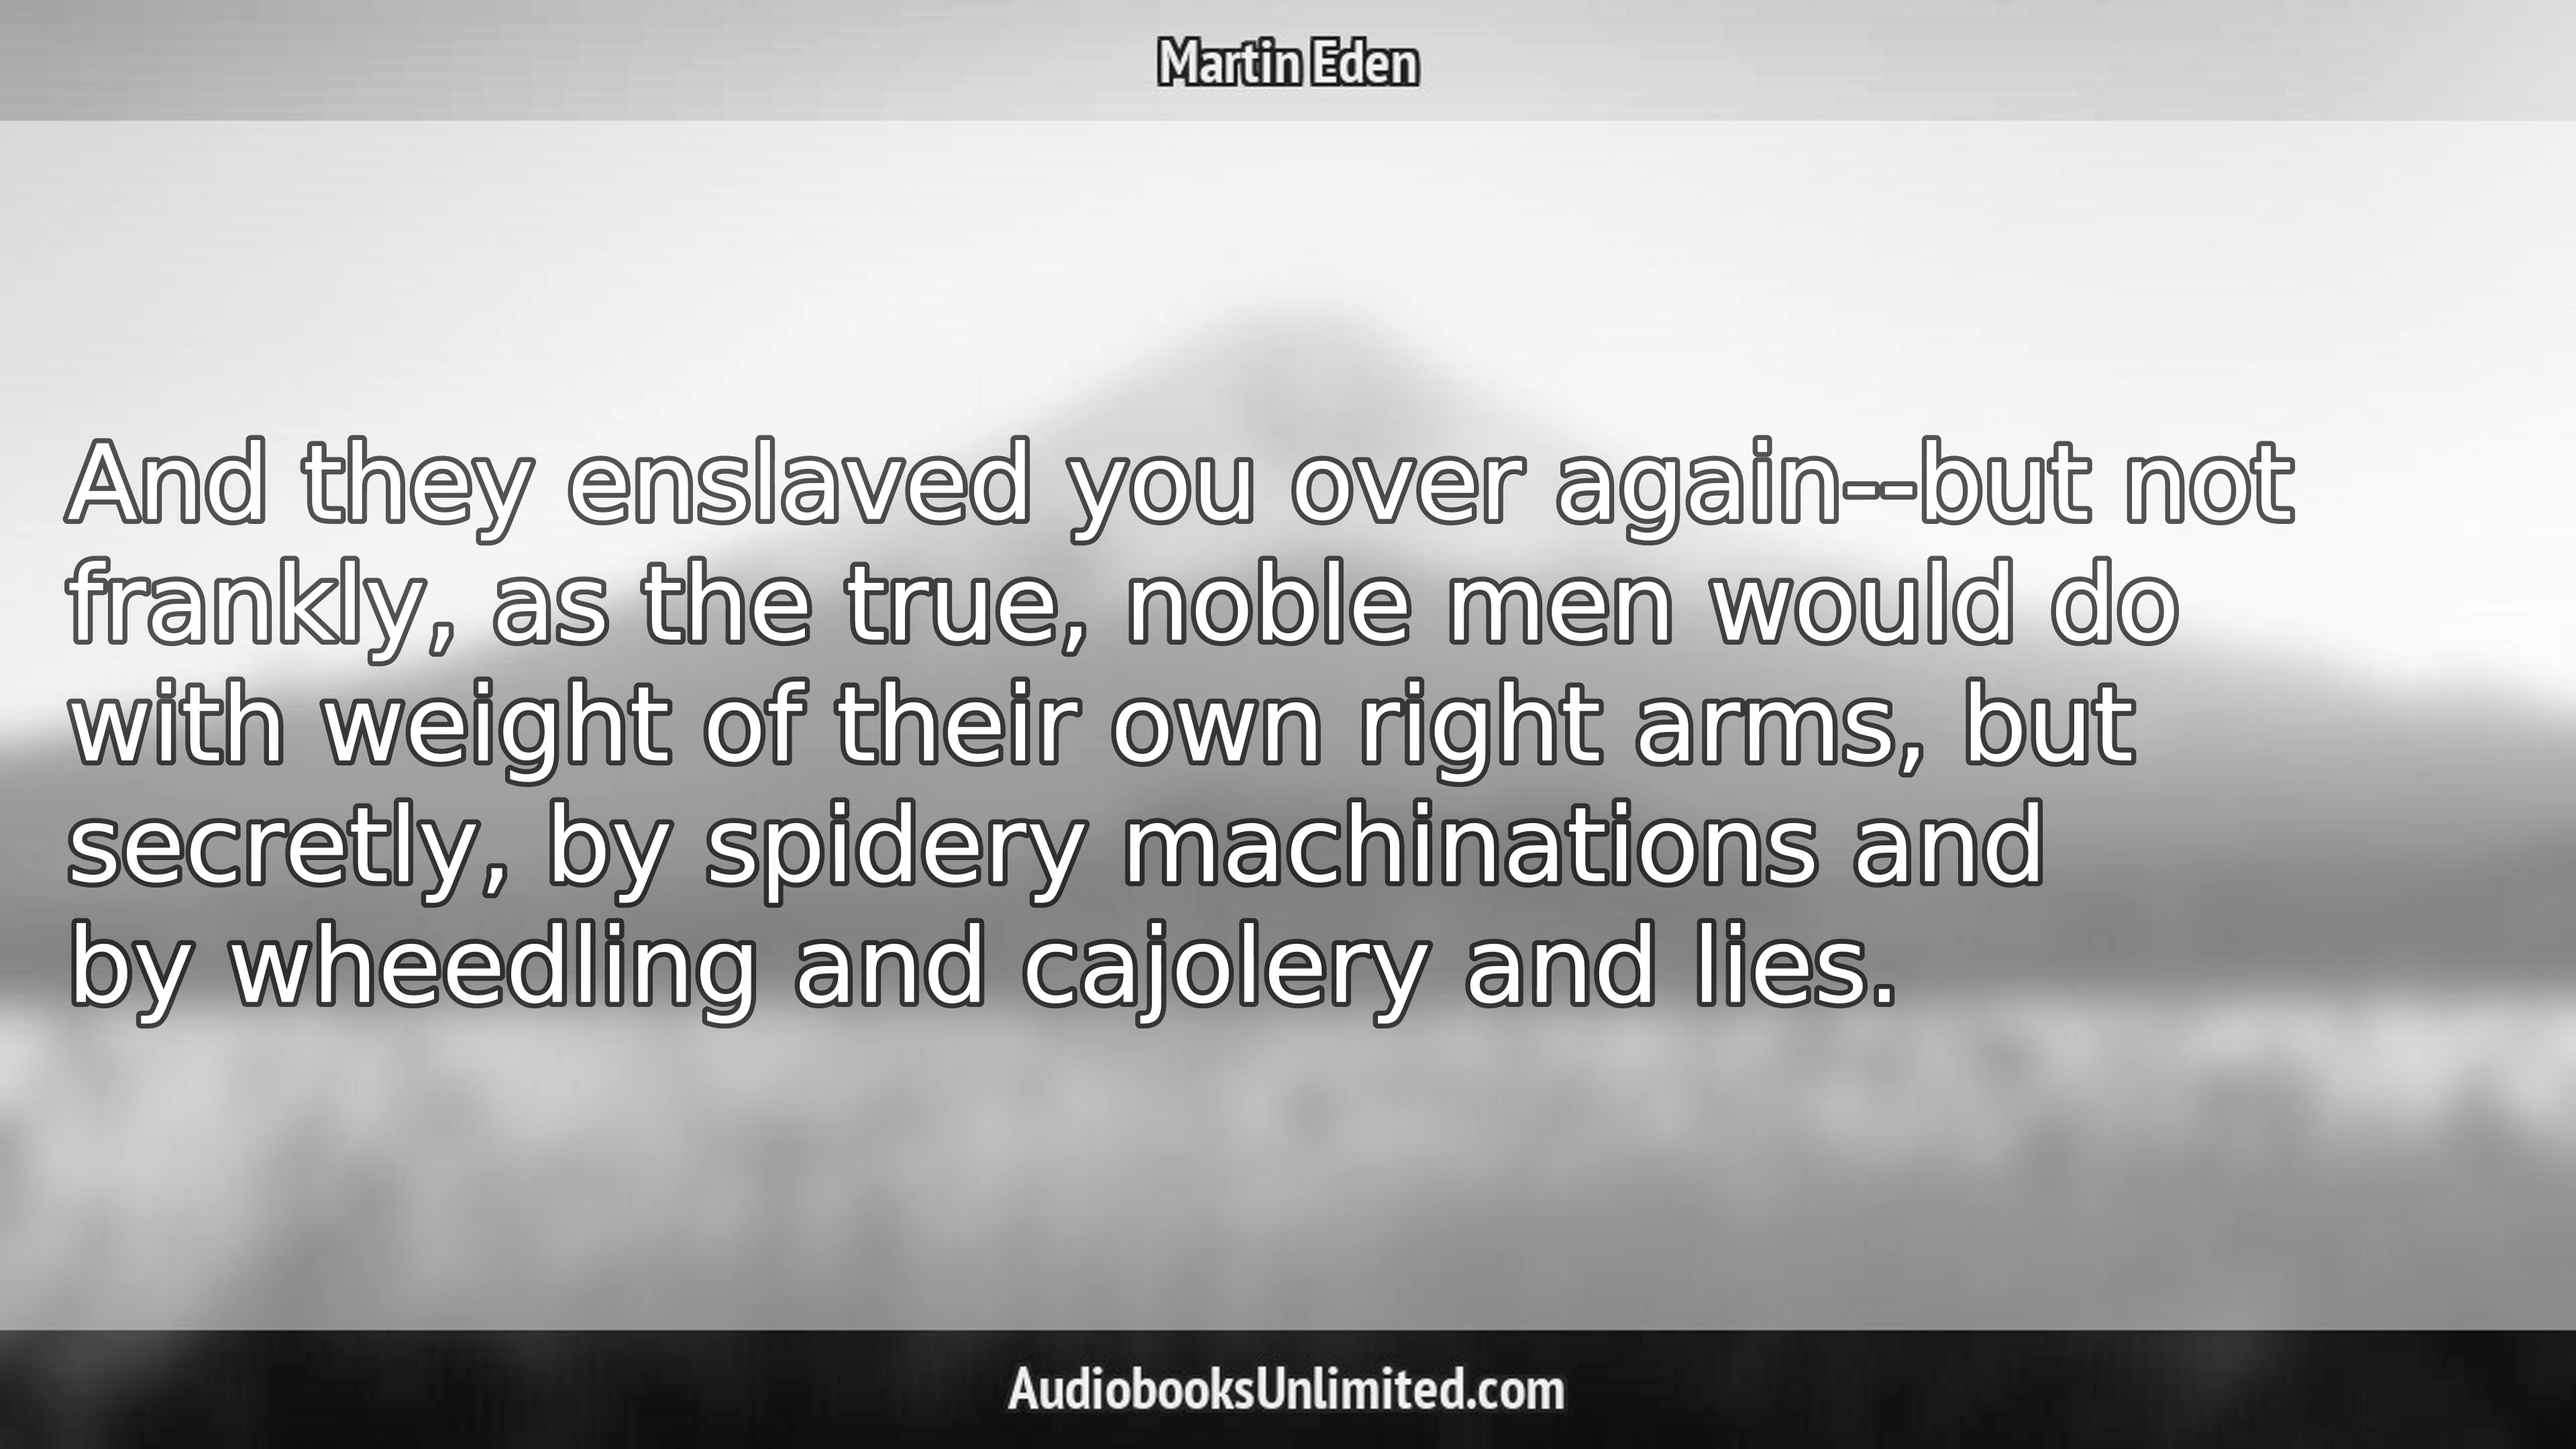 Martin Eden
And they enslaved you over again--but not
frankly, as the true, noble men would do
with weight of their own right arms, but
secretly, by spidery machinations and
by wheedling and cajolery and lies.
AudiobooksUnlimited.com